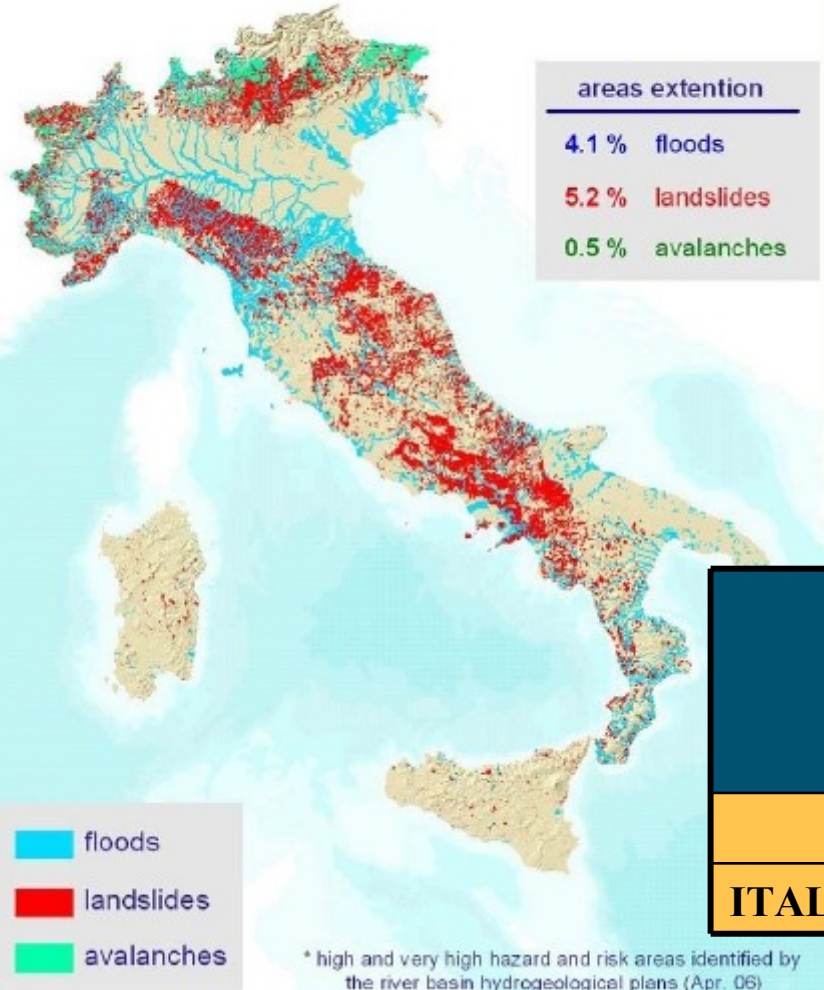 areas extention
4.1 % floods
5.2 % landslides
0.5 % avalanches
floods
landslides
avalanches
ITAL
* high and very high hazard and risk areas identified by
the river basin hydrogeological plans (Apr. 06)